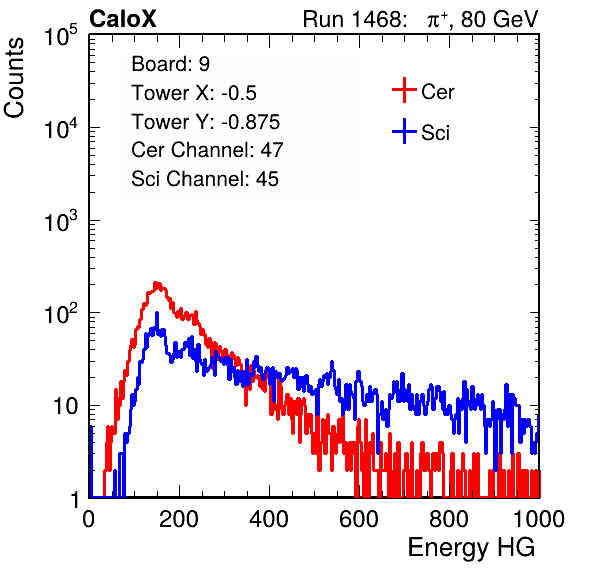 CaloX Run 1468: π⁺, 80 GeV
Counts
Board: 9
Tower X: -0.5
Tower Y: -0.875
Cer Channel: 47
Sci Channel: 45
Cer
Sci
10⁵
10⁴
10³
10²
10
1
0 200 400 600 800 1000
Energy HG